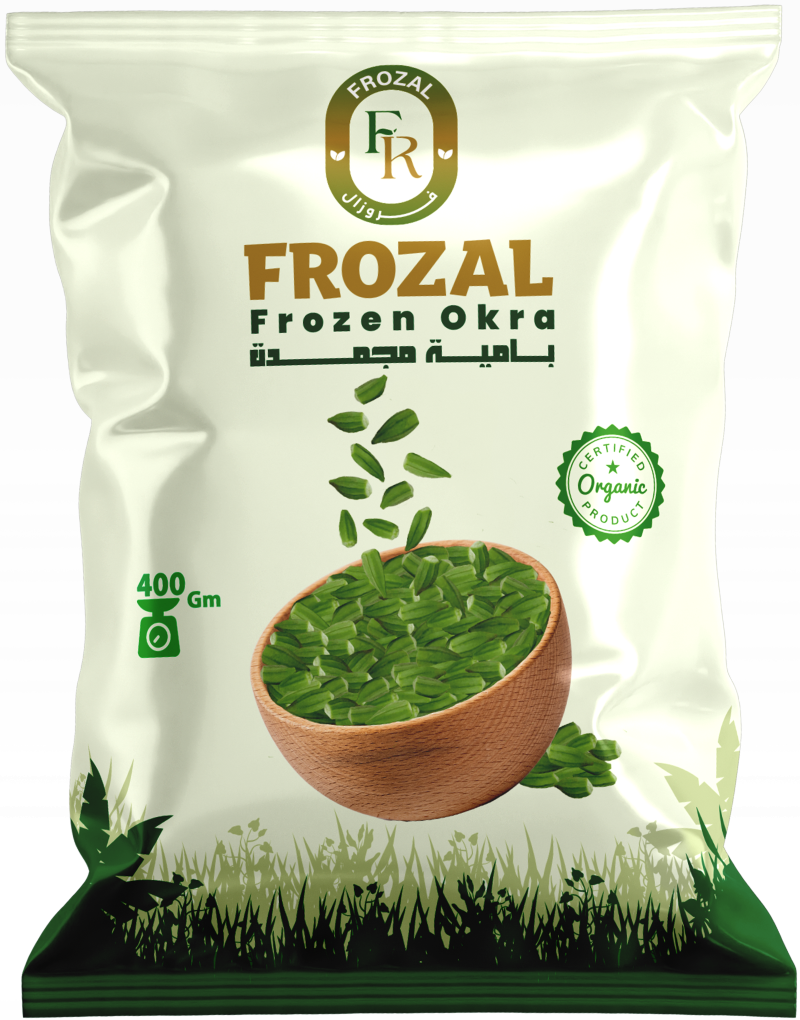 FROZAL
FR
فروزال
FROZAL
Frozen Okra
بامية مجمدة
CERTIFIED
Organic
PRODUCT
400 Gm